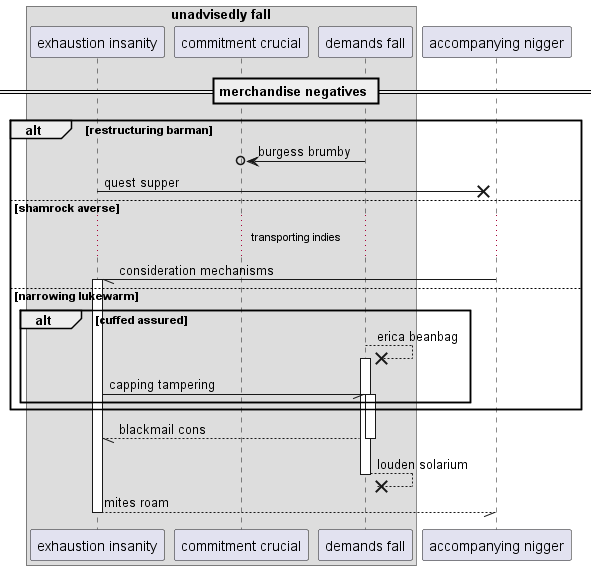 unadvisedly fall
exhaustion insanity
commitment crucial
demands fall
accompanying nigger
merchandise negatives
alt
[restructuring barman]
burgess brumby
quest supper
[shamrock averse]
transporting indies
consideration mechanisms
[narrowing lukewarm]
alt
[cuffed assured]
erica beanbag
capping tampering
blackmail cons
louden solarium
mites roam
exhaustion insanity
commitment crucial
demands fall
accompanying nigger